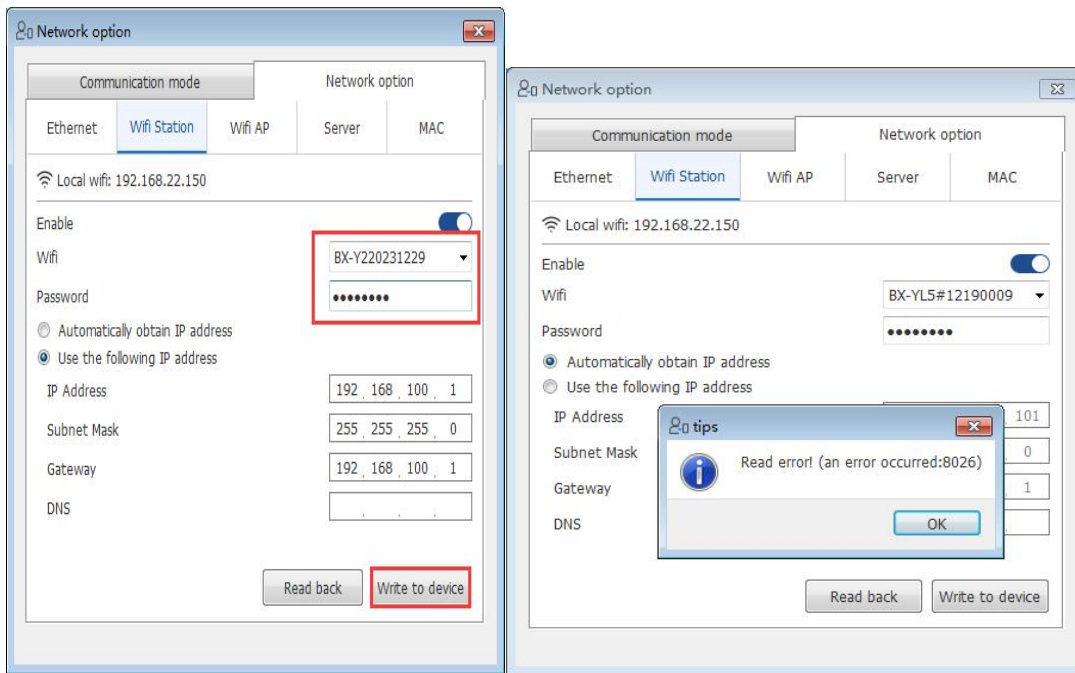 Network option
Communication mode Network option
Ethernet Wifi Station Wifi AP Server MAC
Local wifi: 192.168.22.150
Enable
Wifi BX-Y220231229
Password ••••••••
Automatically obtain IP address
Use the following IP address
IP Address 192 . 168 . 100 . 1
Subnet Mask 255 . 255 . 255 . 0
Gateway 192 . 168 . 100 . 1
DNS . . .
Read back Write to device
Network option
Communication mode Network option
Ethernet Wifi Station Wifi AP Server MAC
Local wifi: 192.168.22.150
Enable
Wifi BX-YL5#12190009
Password ••••••••
Automatically obtain IP address
Use the following IP address
IP Address 101
Subnet Mask 0
Gateway 1
DNS
tips
Read error! (an error occurred:8026)
OK
Read back Write to device